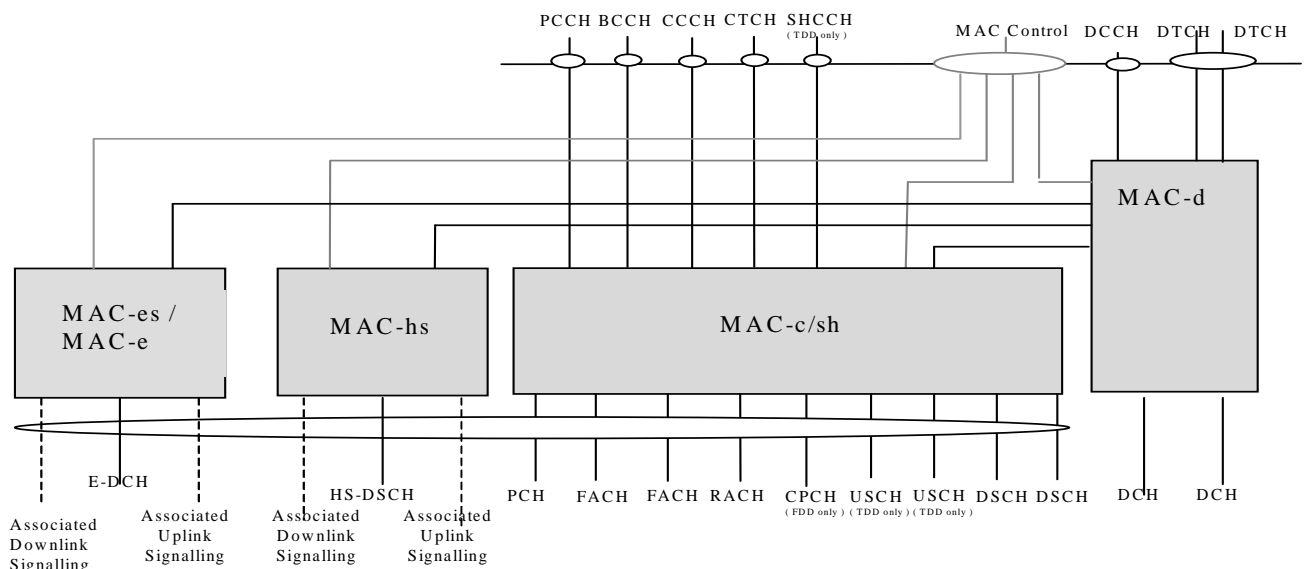 PCCH BCCH CCCH CTCH SHCCH
( TDD only )
MAC Control DCCH DTCH DTCH
MAC-d
MAC-es /
MAC-e
MAC-hs
MAC-c/sh
E-DCH
HS-DSCH
PCH FACH FACH RACH CPCH USCH USCH DSCH DSCH
( FDD only ) ( TDD only ) ( TDD only )
DCH DCH
Associated
Downlink
Signalling
Associated
Uplink
Signalling
Associated
Downlink
Signalling
Associated
Uplink
Signalling